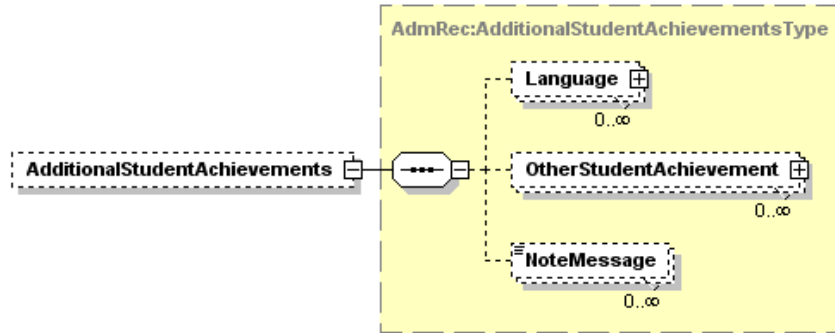 AdmRec:AdditionalStudentAchievementsType
Language
0..∞
AdditionalStudentAchievements
OtherStudentAchievement
0..∞
NoteMessage
0..∞